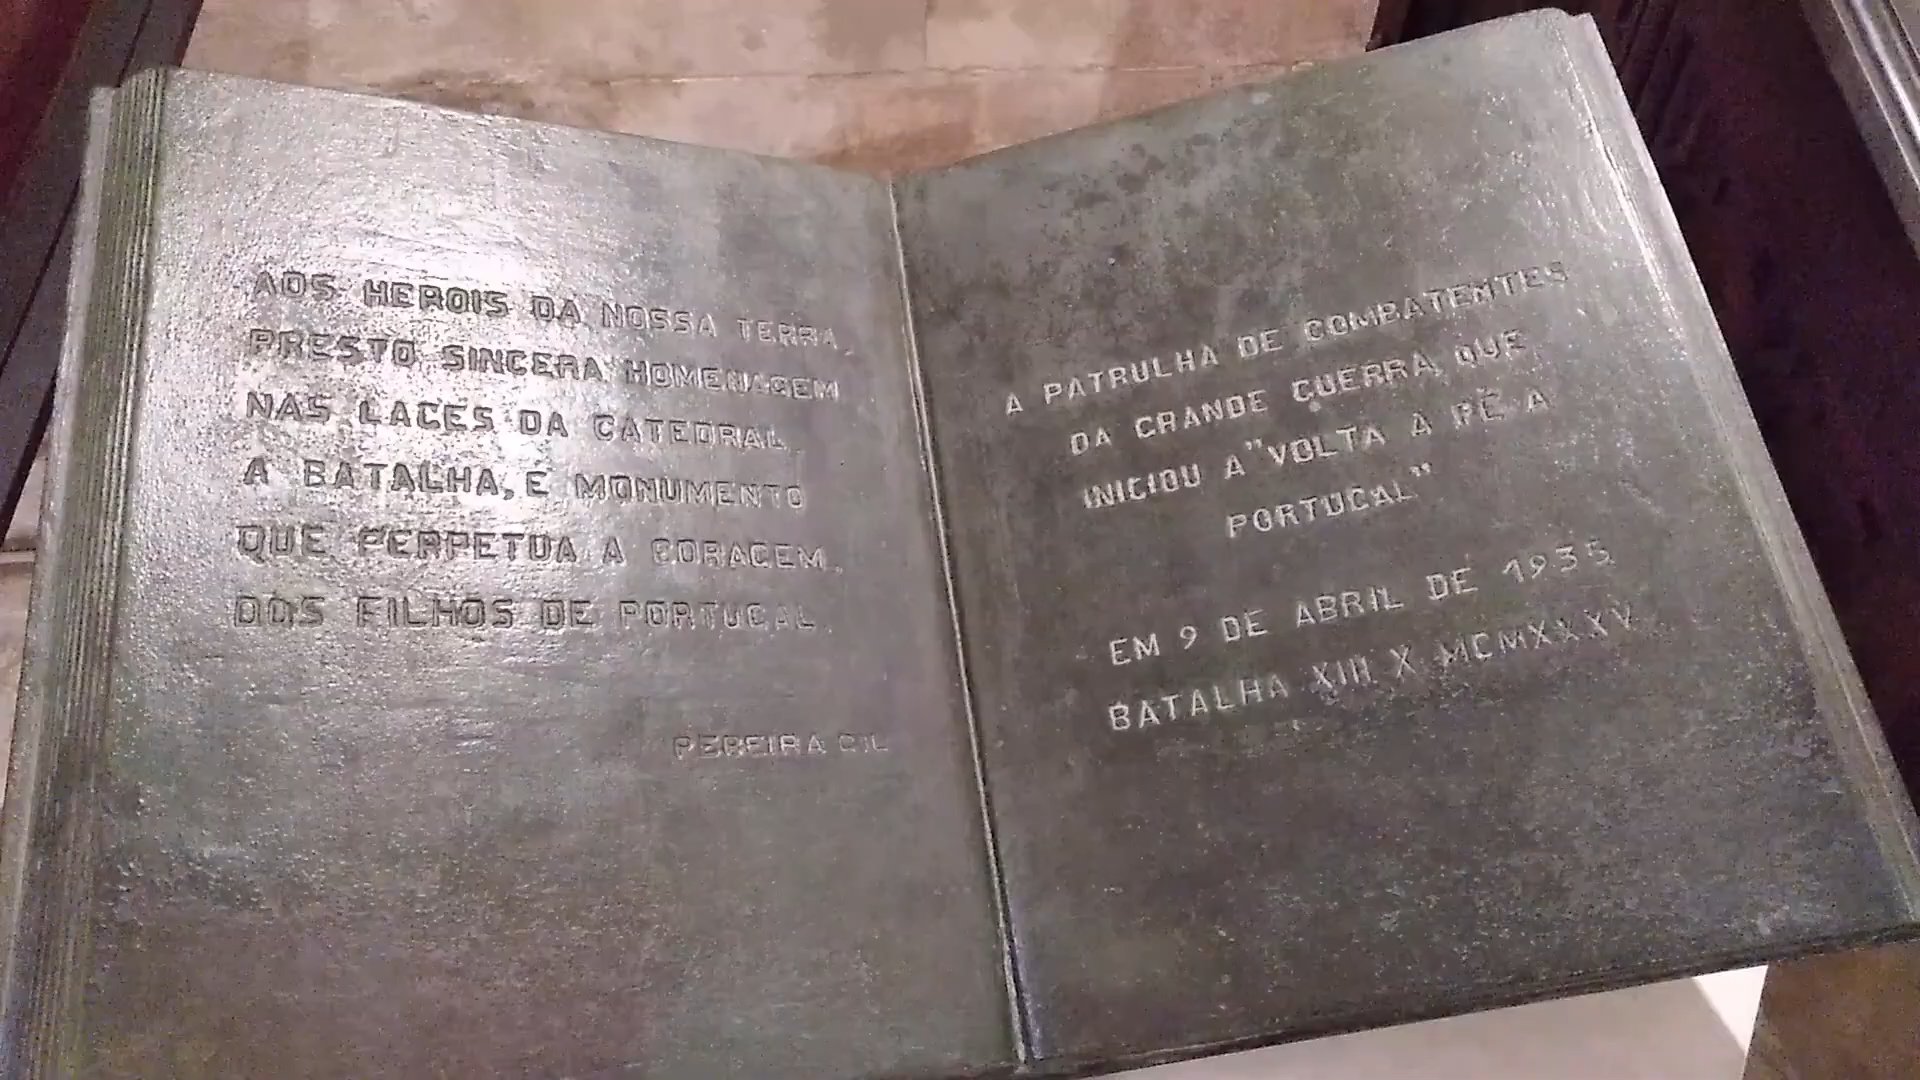 AOS HEROIS DA NOSSA TERRA,
PRESTO SINCERA HOMENAGEM
NAS LAGES DA CATEDRAL.
A BATALHA, E MONUMENTO
QUE PERPETUA A CORAGEM
DOS FILHOS DE PORTUGAL.
PEREIRA GIL
A PATRULHA DE COMBATENTES
DA GRANDE GUERRA QUE
INICIOU A "VOLTA A PÉ A
PORTUGAL"
EM 9 DE ABRIL DE 1935
BATALHA XIII X MCMXXXV